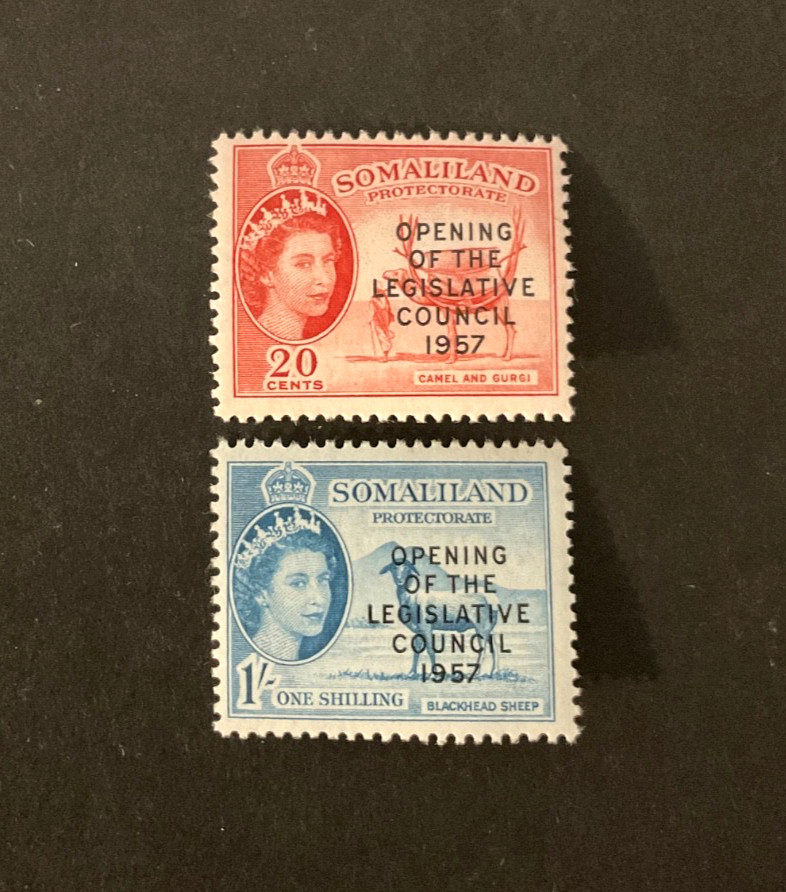 SOMALILAND
PROTECTORATE
OPENING
OF THE
LEGISLATIVE
COUNCIL
1957
20
CENTS
CAMEL AND GURGI
SOMALILAND
PROTECTORATE
OPENING
OF THE
LEGISLATIVE
COUNCIL
1957
1/- ONE SHILLING
BLACKHEAD SHEEP